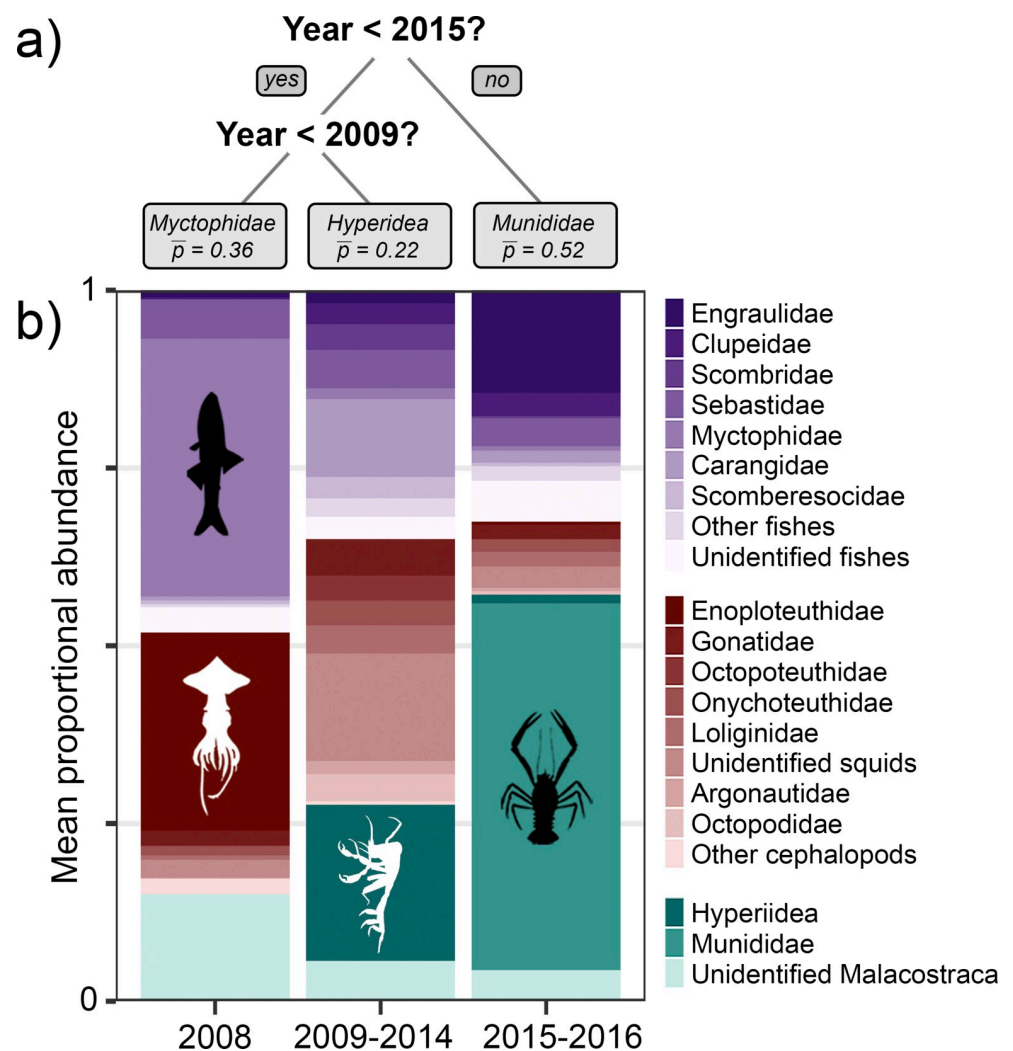 a)
Year < 2015?
yes
no
Year < 2009?
Myctophidae
p̅ = 0.36
Hyperidea
p̅ = 0.22
Munididae
p̅ = 0.52
b)
1
0
Mean proportional abundance
2008
2009-2014
2015-2016
Engraulidae
Clupeidae
Scombridae
Sebastidae
Myctophidae
Carangidae
Scomberesocidae
Other fishes
Unidentified fishes
Enoploteuthidae
Gonatidae
Octopoteuthidae
Onychoteuthidae
Loliginidae
Unidentified squids
Argonautidae
Octopodidae
Other cephalopods
Hyperiidea
Munididae
Unidentified Malacostraca